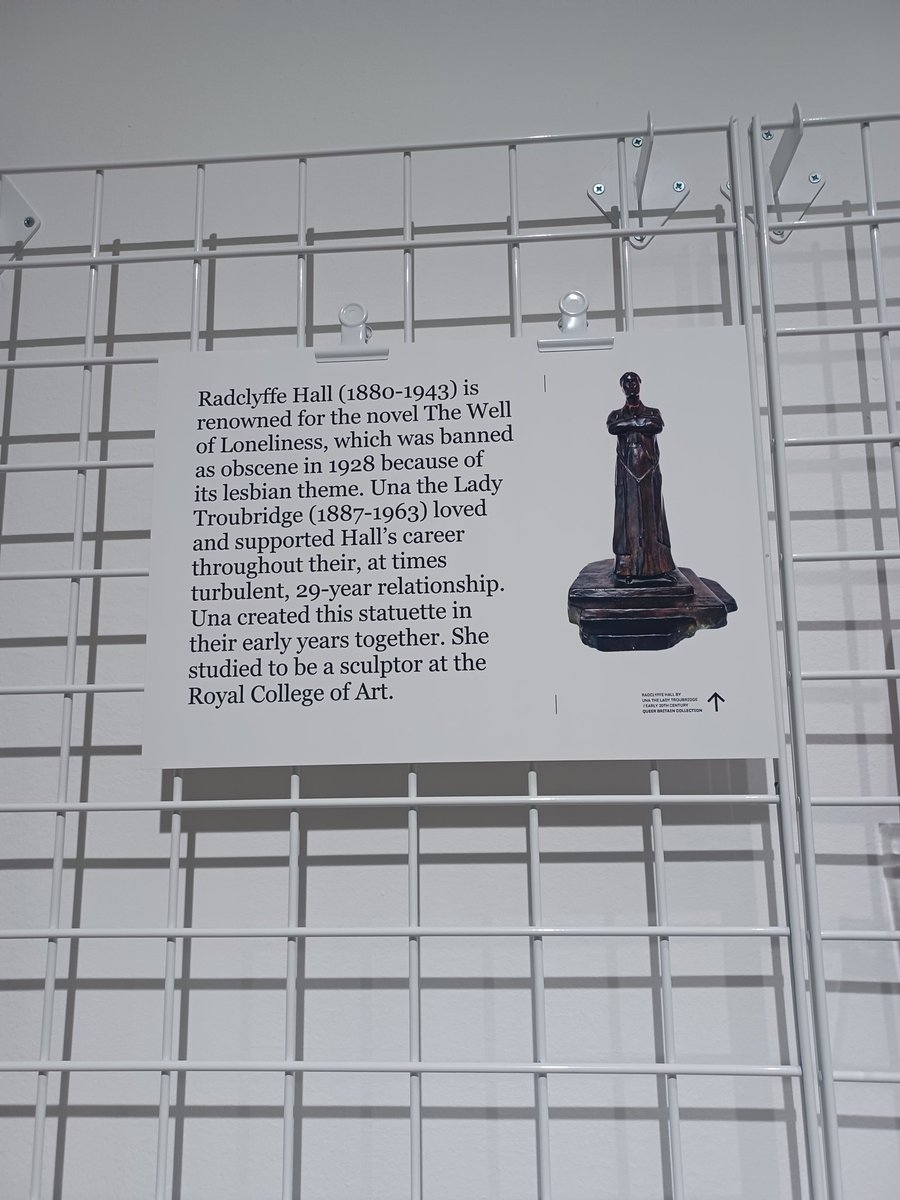 Radclyffe Hall (1880-1943) is
renowned for the novel The Well
of Loneliness, which was banned
as obscene in 1928 because of
its lesbian theme. Una the Lady
Troubridge (1887-1963) loved
and supported Hall's career
throughout their, at times
turbulent, 29-year relationship.
Una created this statuette in
their early years together. She
studied to be a sculptor at the
Royal College of Art.
RADCLYFFE HALL BY
UNA THE LADY TROUBRIDGE
/ EARLY 20TH CENTURY
QUEER BRITAIN COLLECTION